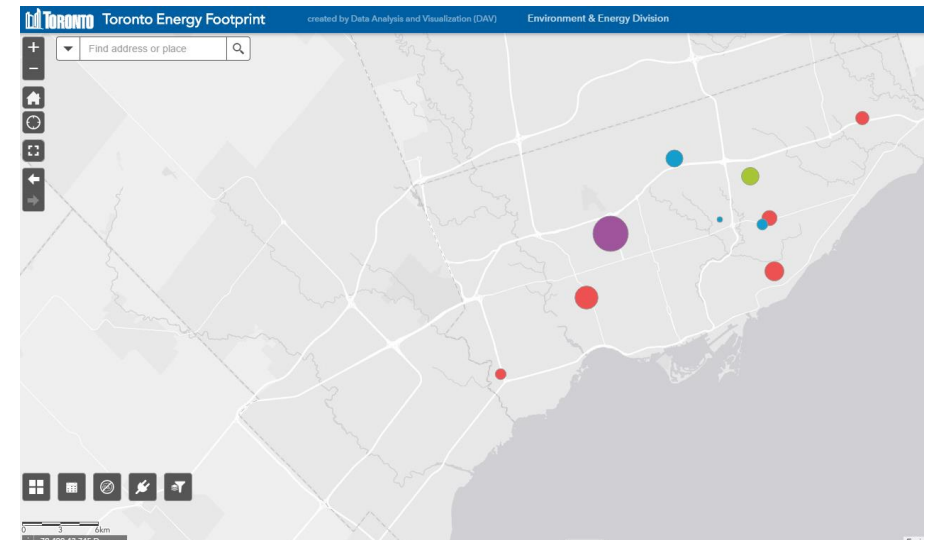 TORONTO Toronto Energy Footprint created by Data Analysis and Visualization (DAV) Environment & Energy Division
+ Find address or place
−
0 3 6km